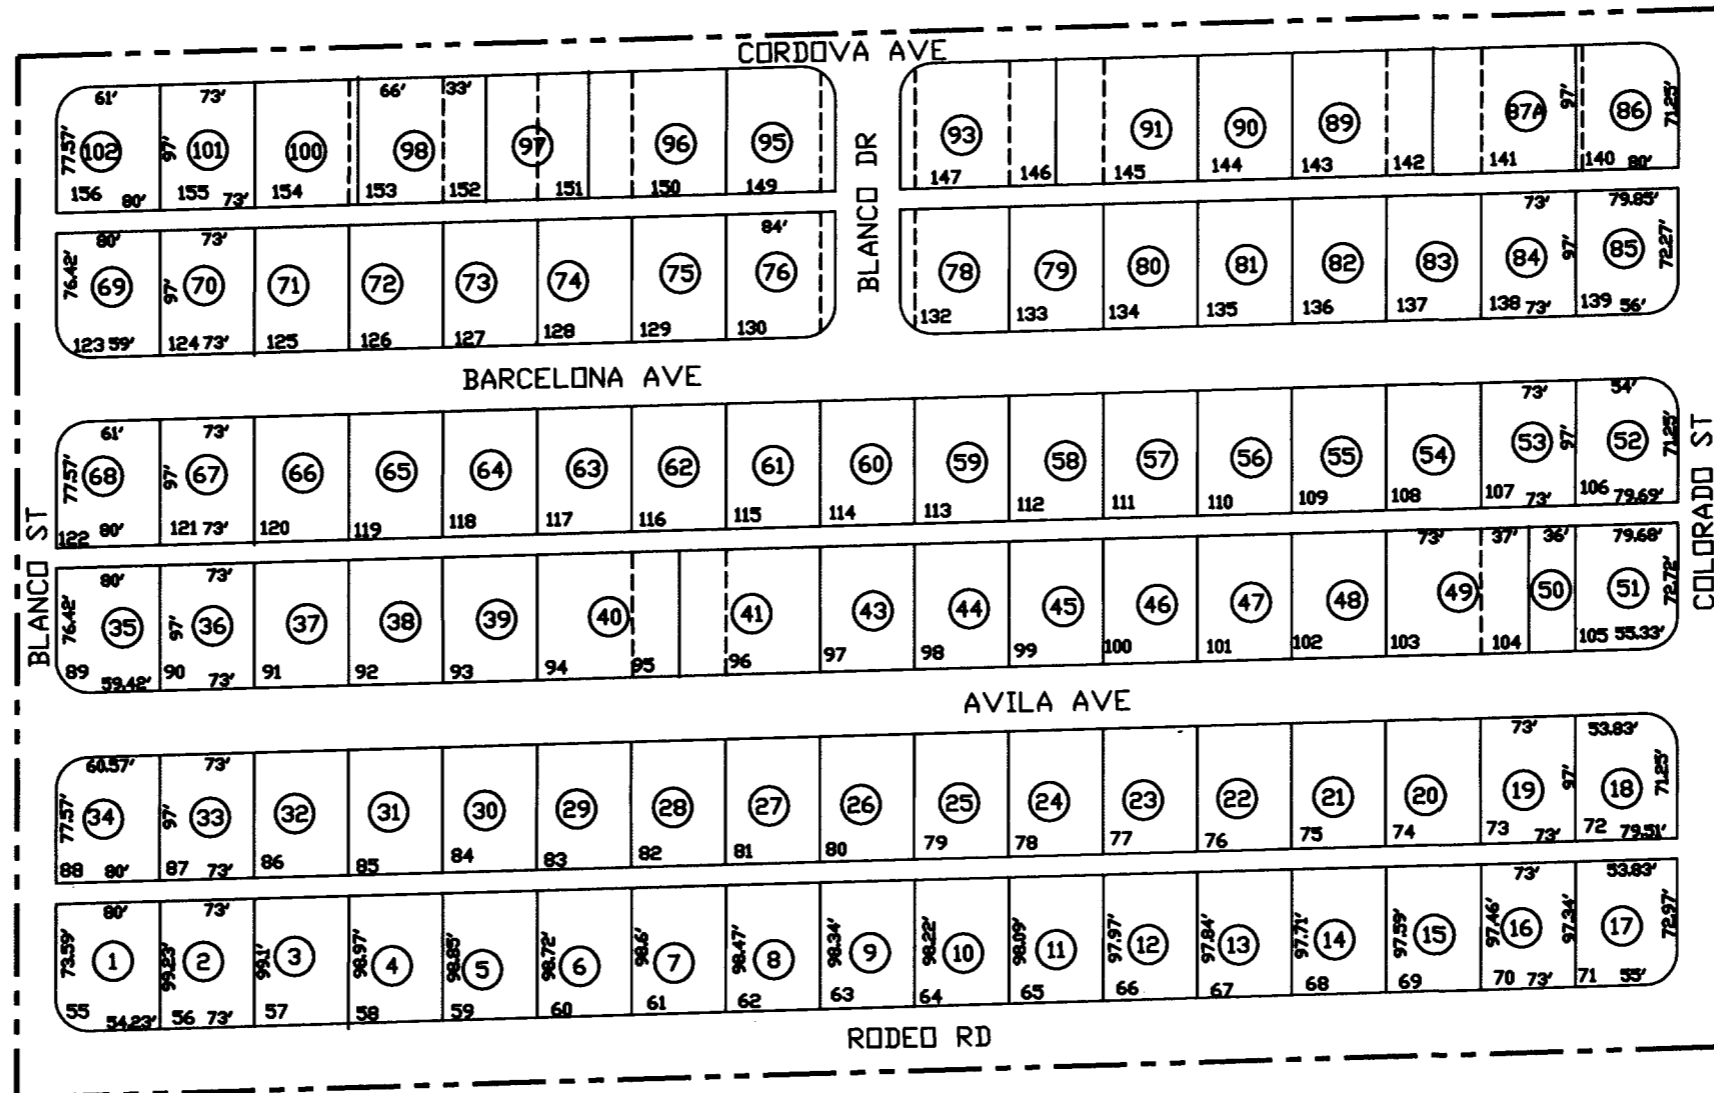 CORDOVA AVE
61' 73' 66' 33'
77.57' 102 97' 101 100 98 97 96 95 93 91 90 89 87A 97' 86 71.25'
156 80' 155 73' 154 153 152 151 150 149 147 146 145 144 143 142 141 140 80'
BLANCO DR
80' 73' 84' 73' 79.85'
76.42' 69 97' 70 71 72 73 74 75 76 78 79 80 81 82 83 84 97' 85 72.27'
123 59' 124 73' 125 126 127 128 129 130 132 133 134 135 136 137 138 73' 139 56'
BARCELONA AVE
61' 73' 73' 54'
77.57' 68 97' 67 66 65 64 63 62 61 60 59 58 57 56 55 54 53 97' 52 71.25'
122 80' 121 73' 120 119 118 117 116 115 114 113 112 111 110 109 108 107 73' 106 79.69'
BLANCO ST
COLORADO ST
80' 73' 73' 37' 36' 79.68'
76.42' 35 97' 36 37 38 39 40 41 43 44 45 46 47 48 49 50 51 72.72'
89 59.42' 90 73' 91 92 93 94 95 96 97 98 99 100 101 102 103 104 105 55.33'
AVILA AVE
60.57' 73' 73' 53.83'
77.57' 34 97' 33 32 31 30 29 28 27 26 25 24 23 22 21 20 19 97' 18 71.25'
88 80' 87 73' 86 85 84 83 82 81 80 79 78 77 76 75 74 73 73' 72 79.51'
80' 73' 73' 53.83'
73.59' 1 99.23' 2 99.1' 3 98.97' 4 98.85' 5 98.72' 6 98.6' 7 98.47' 8 98.34' 9 98.22' 10 98.09' 11 97.97' 12 97.84' 13 97.71' 14 97.59' 15 97.46' 16 97.34' 17 72.97'
55 54.23' 56 73' 57 58 59 60 61 62 63 64 65 66 67 68 69 70 73' 71 55'
RODEO RD